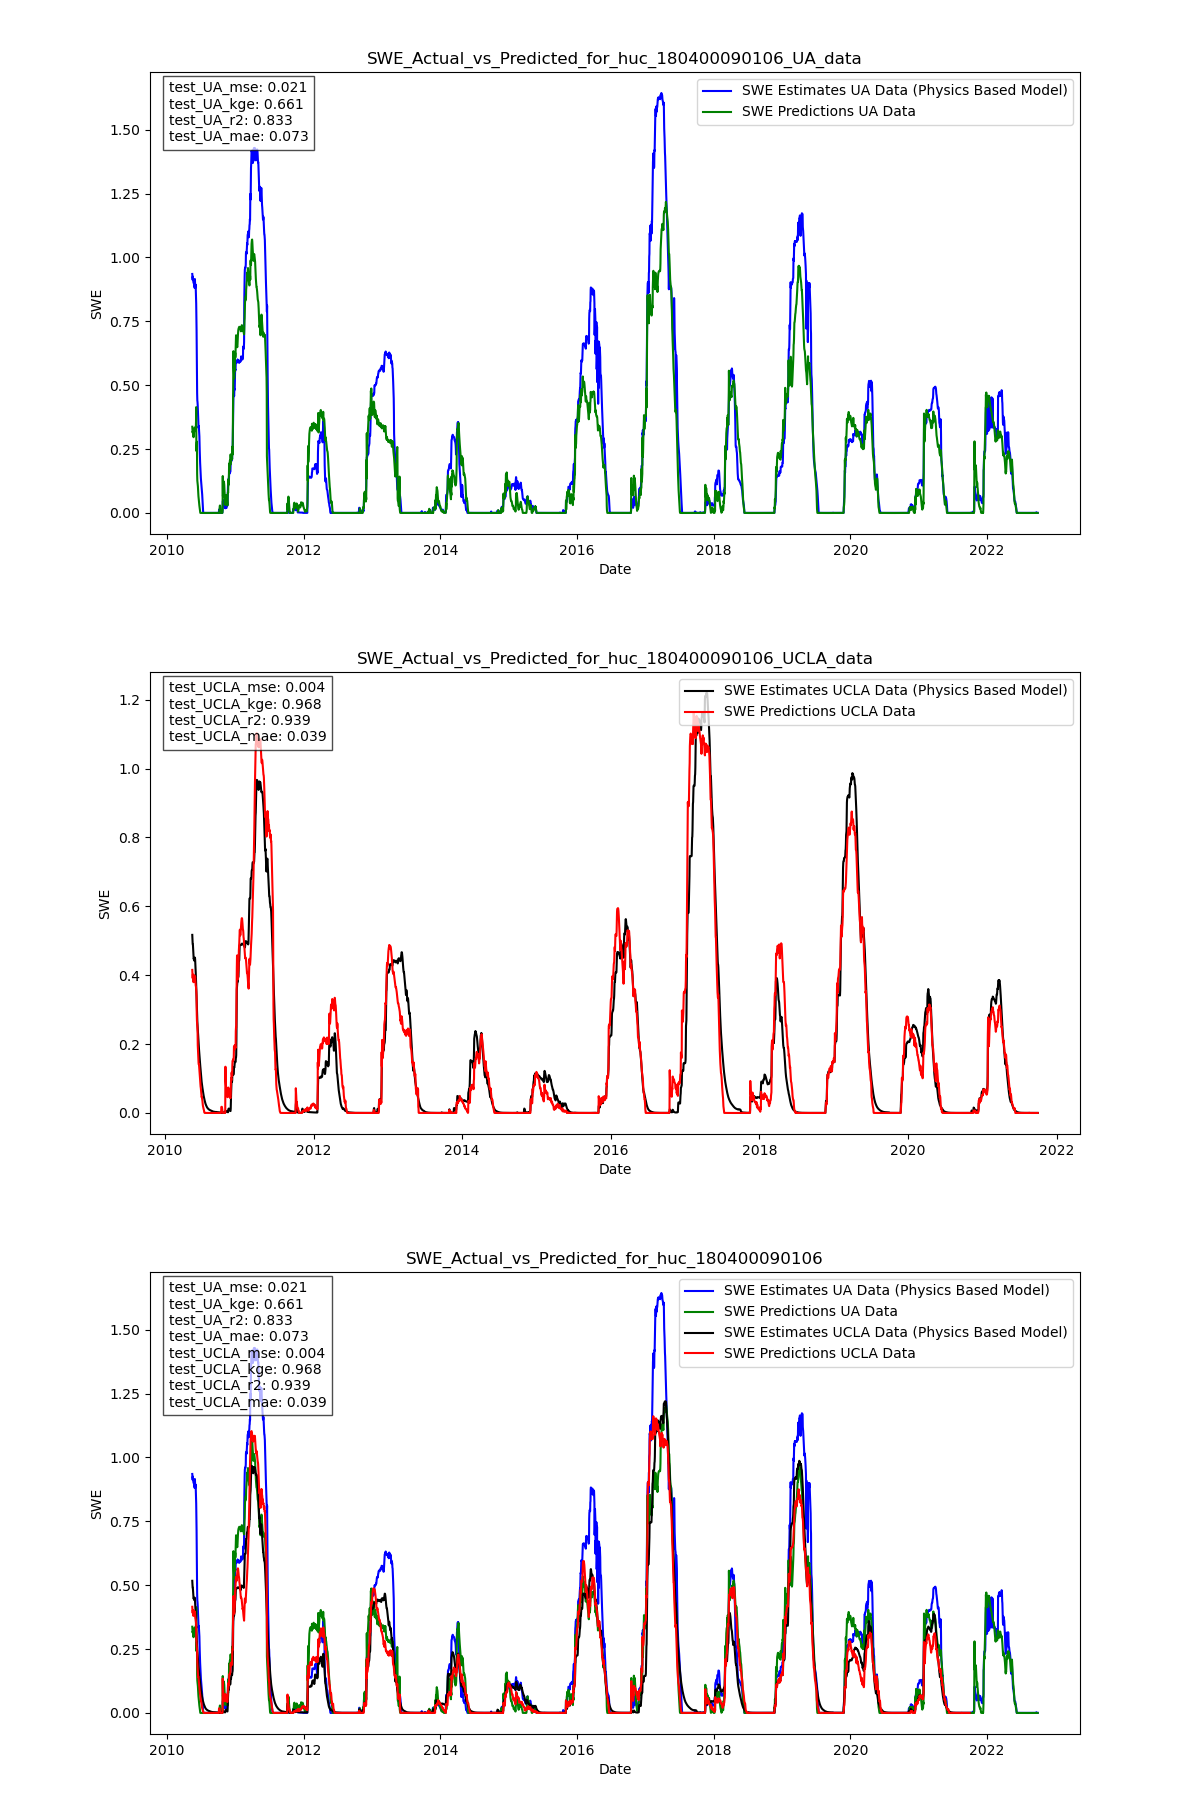 SWE_Actual_vs_Predicted_for_huc_180400090106_UA_data
test_UA_mse: 0.021
test_UA_kge: 0.661
test_UA_r2: 0.833
test_UA_mae: 0.073
SWE Estimates UA Data (Physics Based Model)
SWE Predictions UA Data
1.50
1.25
1.00
0.75
0.50
0.25
0.00
SWE
2010 2012 2014 2016 2018 2020 2022
Date
SWE_Actual_vs_Predicted_for_huc_180400090106_UCLA_data
test_UCLA_mse: 0.004
test_UCLA_kge: 0.968
test_UCLA_r2: 0.939
test_UCLA_mae: 0.039
SWE Estimates UCLA Data (Physics Based Model)
SWE Predictions UCLA Data
1.2
1.0
0.8
0.6
0.4
0.2
0.0
SWE
2010 2012 2014 2016 2018 2020 2022
Date
SWE_Actual_vs_Predicted_for_huc_180400090106
test_UA_mse: 0.021
test_UA_kge: 0.661
test_UA_r2: 0.833
test_UA_mae: 0.073
test_UCLA_mse: 0.004
test_UCLA_kge: 0.968
test_UCLA_r2: 0.939
test_UCLA_mae: 0.039
SWE Estimates UA Data (Physics Based Model)
SWE Predictions UA Data
SWE Estimates UCLA Data (Physics Based Model)
SWE Predictions UCLA Data
1.50
1.25
1.00
0.75
0.50
0.25
0.00
SWE
2010 2012 2014 2016 2018 2020 2022
Date